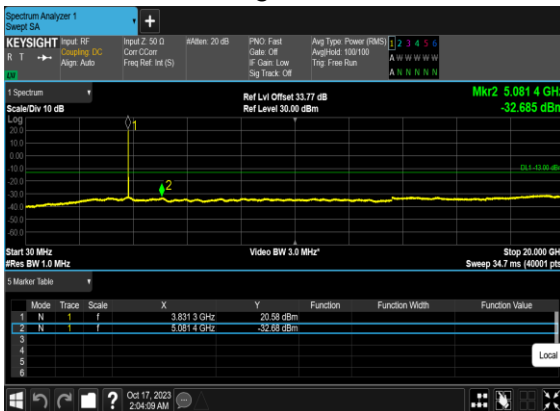 Spectrum Analyzer 1
Swept SA
KEYSIGHT Input: RF Input Z: 50 Ω #Atten: 20 dB PNO: Fast Avg Type: Power (RMS) 1 2 3 4 5 6
R T Coupling: DC Corr CCorr Gate: Off Avg|Hold: 100/100 A W W W W W
Align: Auto Freq Ref: Int (S) IF Gain: Low Trig: Free Run
LV Sig Track: Off A N N N N N
1 Spectrum Ref Lvl Offset 33.77 dB Mkr2 5.081 4 GHz
Scale/Div 10 dB Ref Level 30.00 dBm -32.685 dBm
Log
20.0
10.0
0.00
-10.0
-20.0
-30.0
-40.0
-50.0
-60.0
1
2
DL1 -13.00 dBm
Start 30 MHz Video BW 3.0 MHz* Stop 20.000 GH
#Res BW 1.0 MHz Sweep 34.7 ms (40001 pts
5 Marker Table
Mode Trace Scale X Y Function Function Width Function Value
1 N 1 f 3.831 3 GHz 20.58 dBm
2 N 1 f 5.081 4 GHz -32.68 dBm
3
4
5
6
Local
? Oct 17, 2023
2:04:09 AM